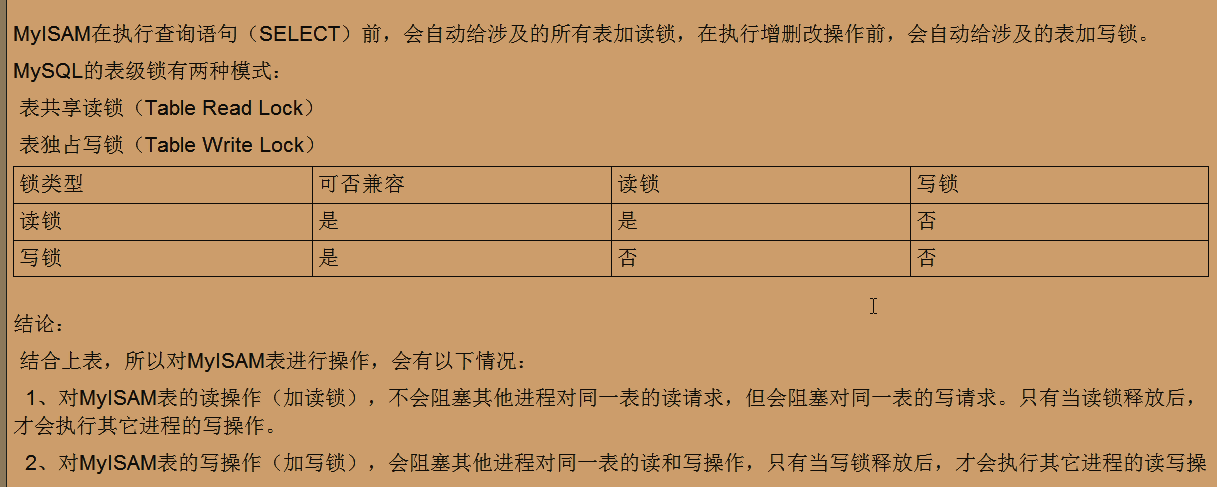 MyISAM在执行查询语句（SELECT）前，会自动给涉及的所有表加读锁，在执行增删改操作前，会自动给涉及的表加写锁。
MySQL的表级锁有两种模式：
表共享读锁（Table Read Lock）
表独占写锁（Table Write Lock）
锁类型 可否兼容 读锁 写锁
读锁 是 是 否
写锁 是 否 否
结论：
结合上表，所以对MyISAM表进行操作，会有以下情况：
1、对MyISAM表的读操作（加读锁），不会阻塞其他进程对同一表的读请求，但会阻塞对同一表的写请求。只有当读锁释放后，
才会执行其它进程的写操作。
2、对MyISAM表的写操作（加写锁），会阻塞其他进程对同一表的读和写操作，只有当写锁释放后，才会执行其它进程的读写操